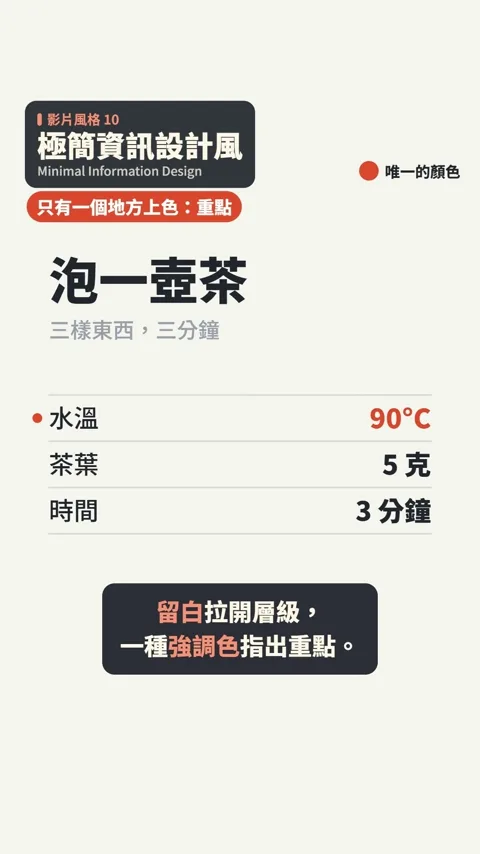 影片風格 10
極簡資訊設計風
Minimal Information Design
唯一的顏色
只有一個地方上色：重點
泡一壺茶
三樣東西，三分鐘
水溫 90°C
茶葉 5 克
時間 3 分鐘
留白拉開層級，
一種強調色指出重點。